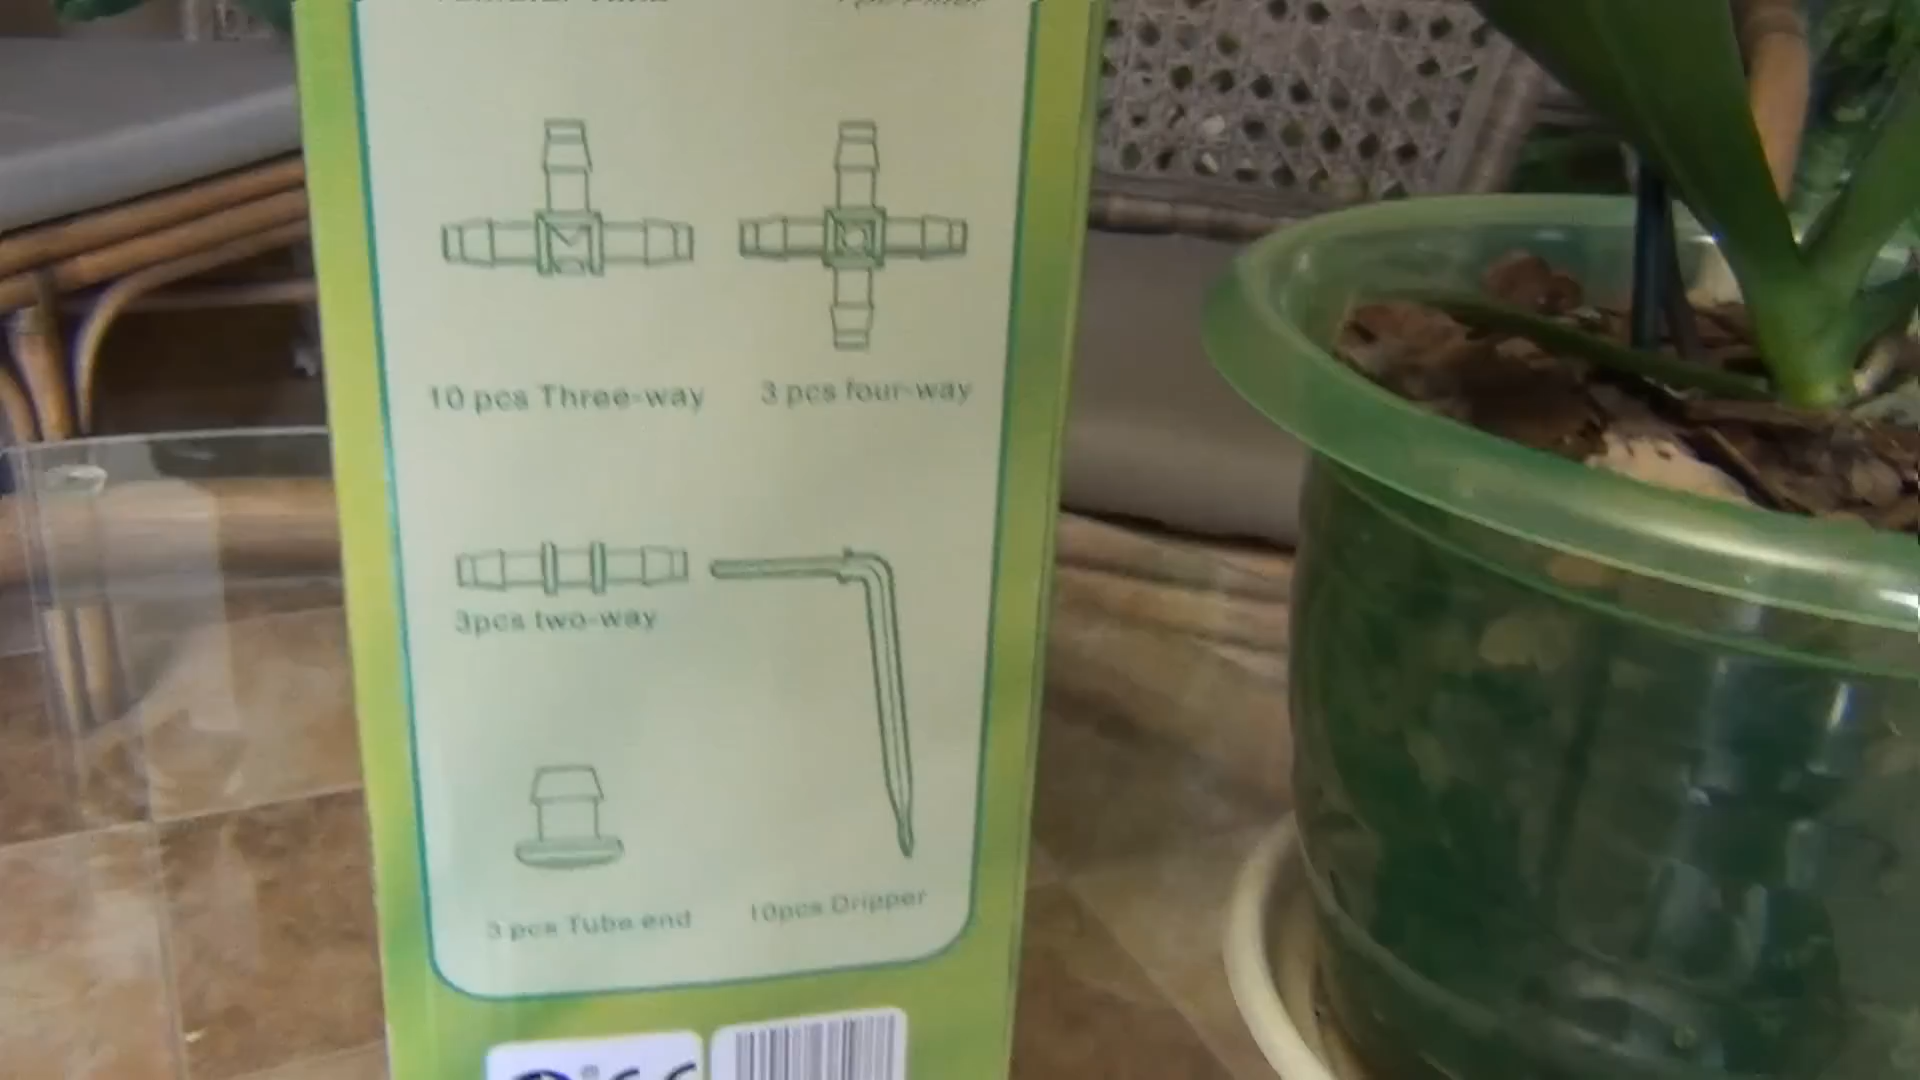 10 pcs Three-way
3 pcs four-way
3pcs two-way
3 pcs Tube end
10pcs Dripper